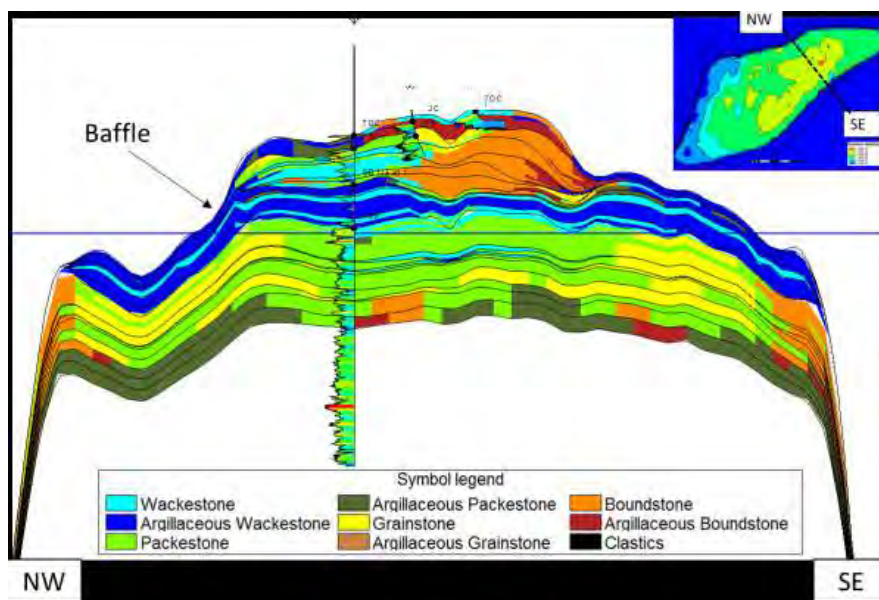 NW
SE
Baffle
Symbol legend
Wackestone
Argillaceous Packestone
Boundstone
Argillaceous Wackestone
Grainstone
Argillaceous Boundstone
Packestone
Argillaceous Grainstone
Clastics
NW
SE